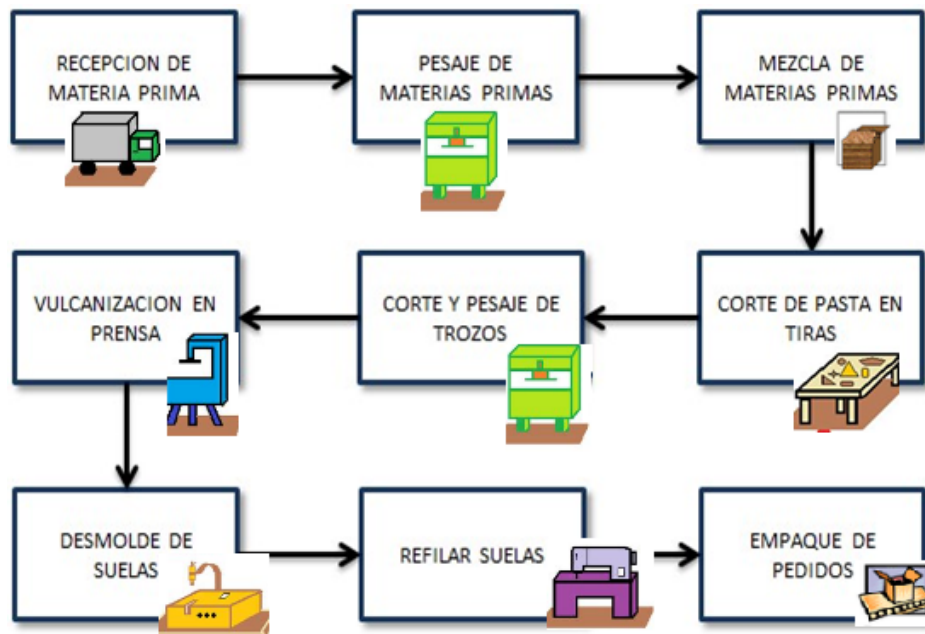 RECEPCION DE
MATERIA PRIMA
PESAJE DE
MATERIAS PRIMAS
MEZCLA DE
MATERIAS PRIMAS
CORTE DE PASTA EN
TIRAS
CORTE Y PESAJE DE
TROZOS
VULCANIZACION EN
PRENSA
DESMOLDE DE
SUELAS
REFILAR SUELAS
EMPAQUE DE
PEDIDOS